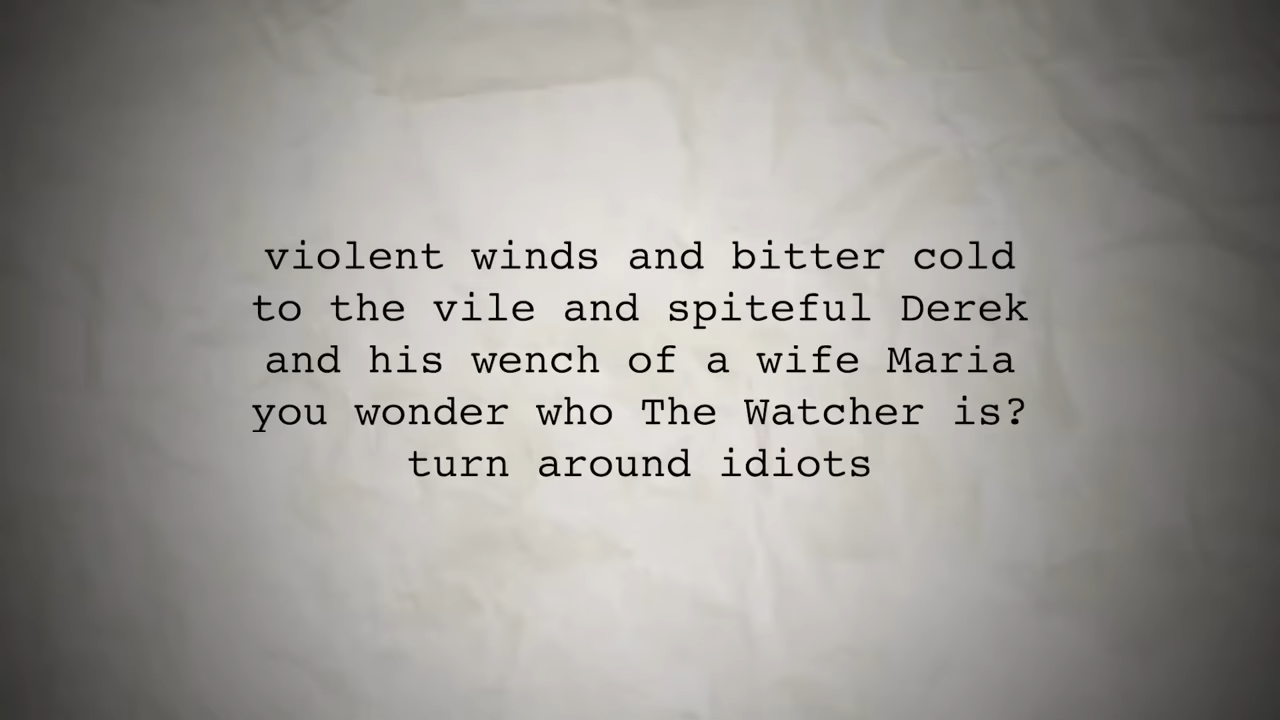 violent winds and bitter cold
to the vile and spiteful Derek
and his wench of a wife Maria
you wonder who The Watcher is?
turn around idiots